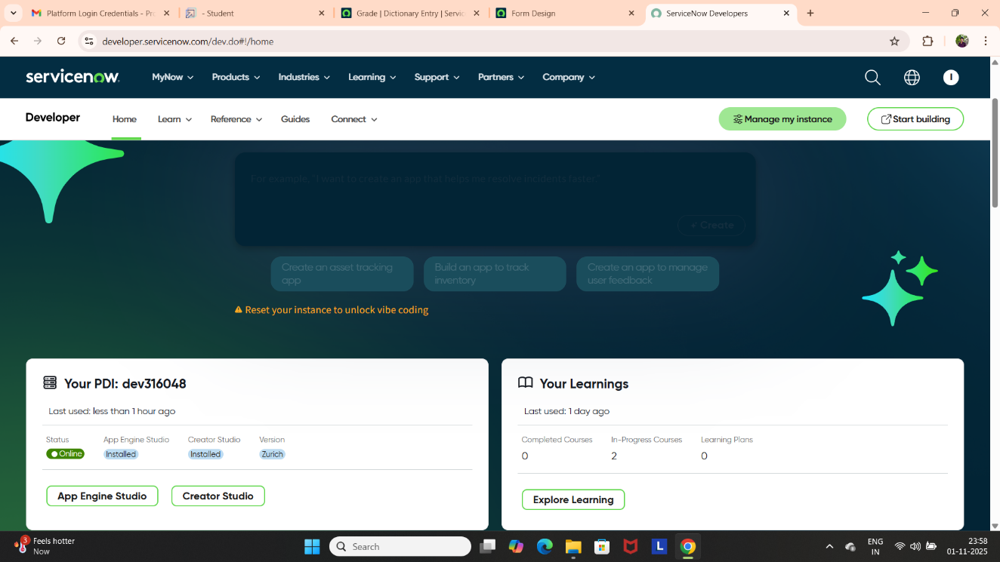 Platform Login Credentials - Pro
- Student
Grade | Dictionary Entry | Servic
Form Design
ServiceNow Developers
developer.servicenow.com/dev.do#!/home
servicenow
MyNow
Products
Industries
Learning
Support
Partners
Company
I
Developer
Home
Learn
Reference
Guides
Connect
Manage my instance
Start building
For example, "I want to create an app that helps me resolve incidents faster"
Create
Create an asset tracking
app
Build an app to track
inventory
Create an app to manage
user feedback
Reset your instance to unlock vibe coding
Your PDI: dev316048
Last used: less than 1 hour ago
Status
App Engine Studio
Creator Studio
Version
Online
Installed
Installed
Zurich
App Engine Studio
Creator Studio
Your Learnings
Last used: 1 day ago
Completed Courses
In-Progress Courses
Learning Plans
0
2
0
Explore Learning
3
Feels hotter
Now
Search
L
ENG
IN
23:58
01-11-2025